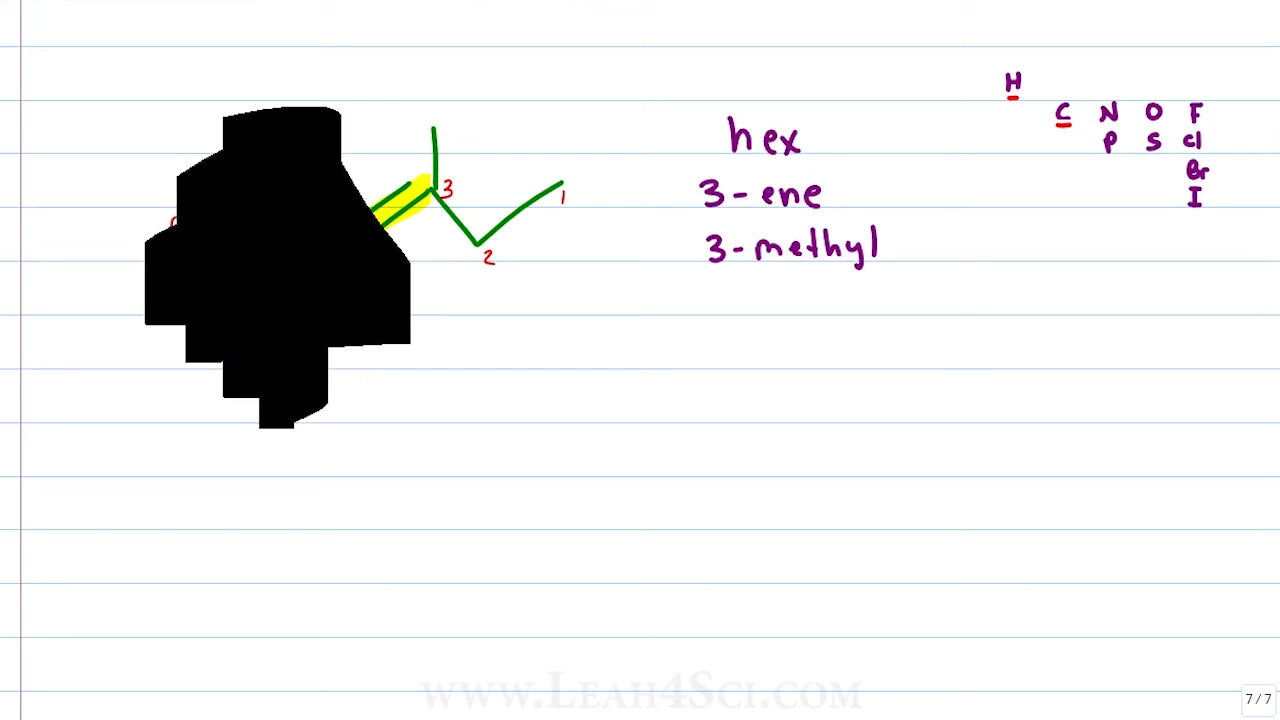 H
C N O F
P S Cl
Br
I
hex
3-ene
3-methyl
3
1
2
www.Leah4Sci.com
7/7